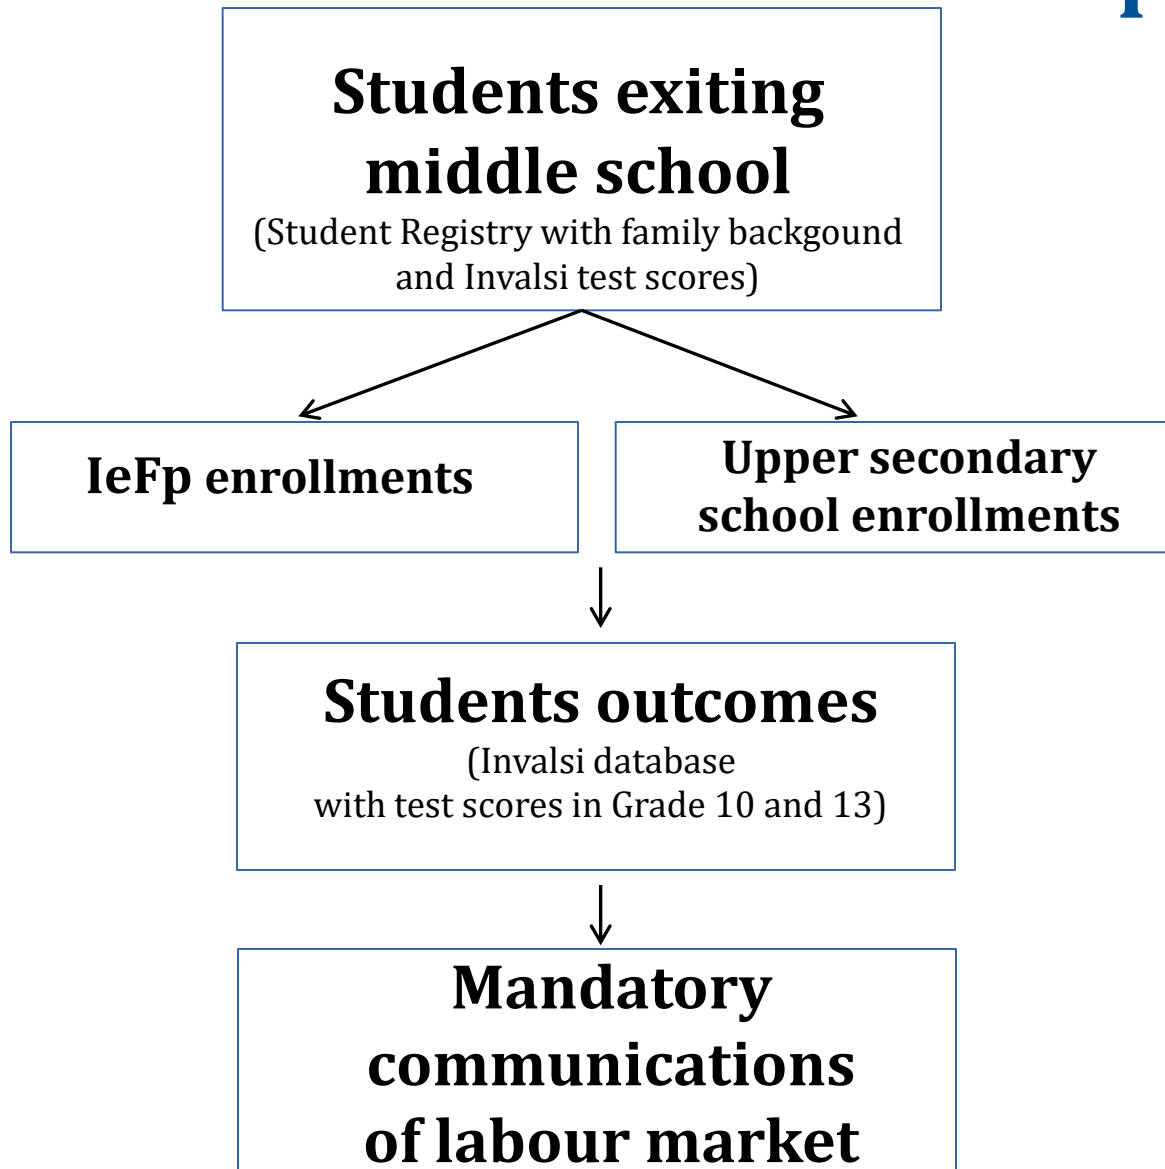 Students exiting
middle school
(Student Registry with family backgound
and Invalsi test scores)
IeFp enrollments
Upper secondary
school enrollments
Students outcomes
(Invalsi database
with test scores in Grade 10 and 13)
Mandatory
communications
of labour market